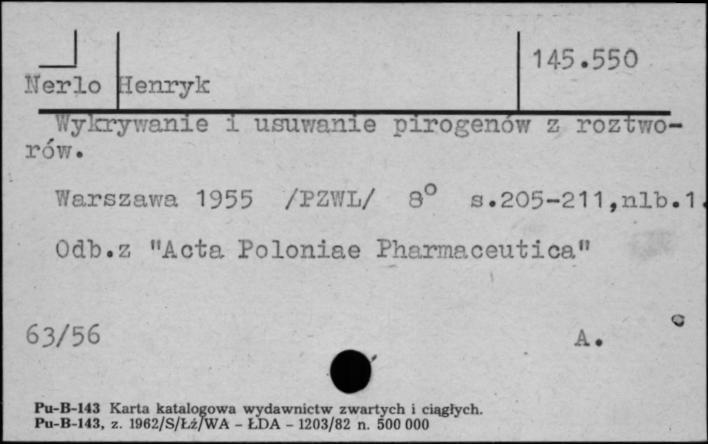 145.550
Nerlo Henryk
Wykrywanie i usuwanie pirogenów z roztwo-
rów.
Warszawa 1955 /PZWL/ 8° s.205-211,nlb.1.
Odb.z "Acta Poloniae Pharmaceutica"
63/56 A.
Pu-B-143 Karta katalogowa wydawnictw zwartych i ciągłych.
Pu-B-143, z. 1962/S/Łż/WA - ŁDA - 1203/82 n. 500 000